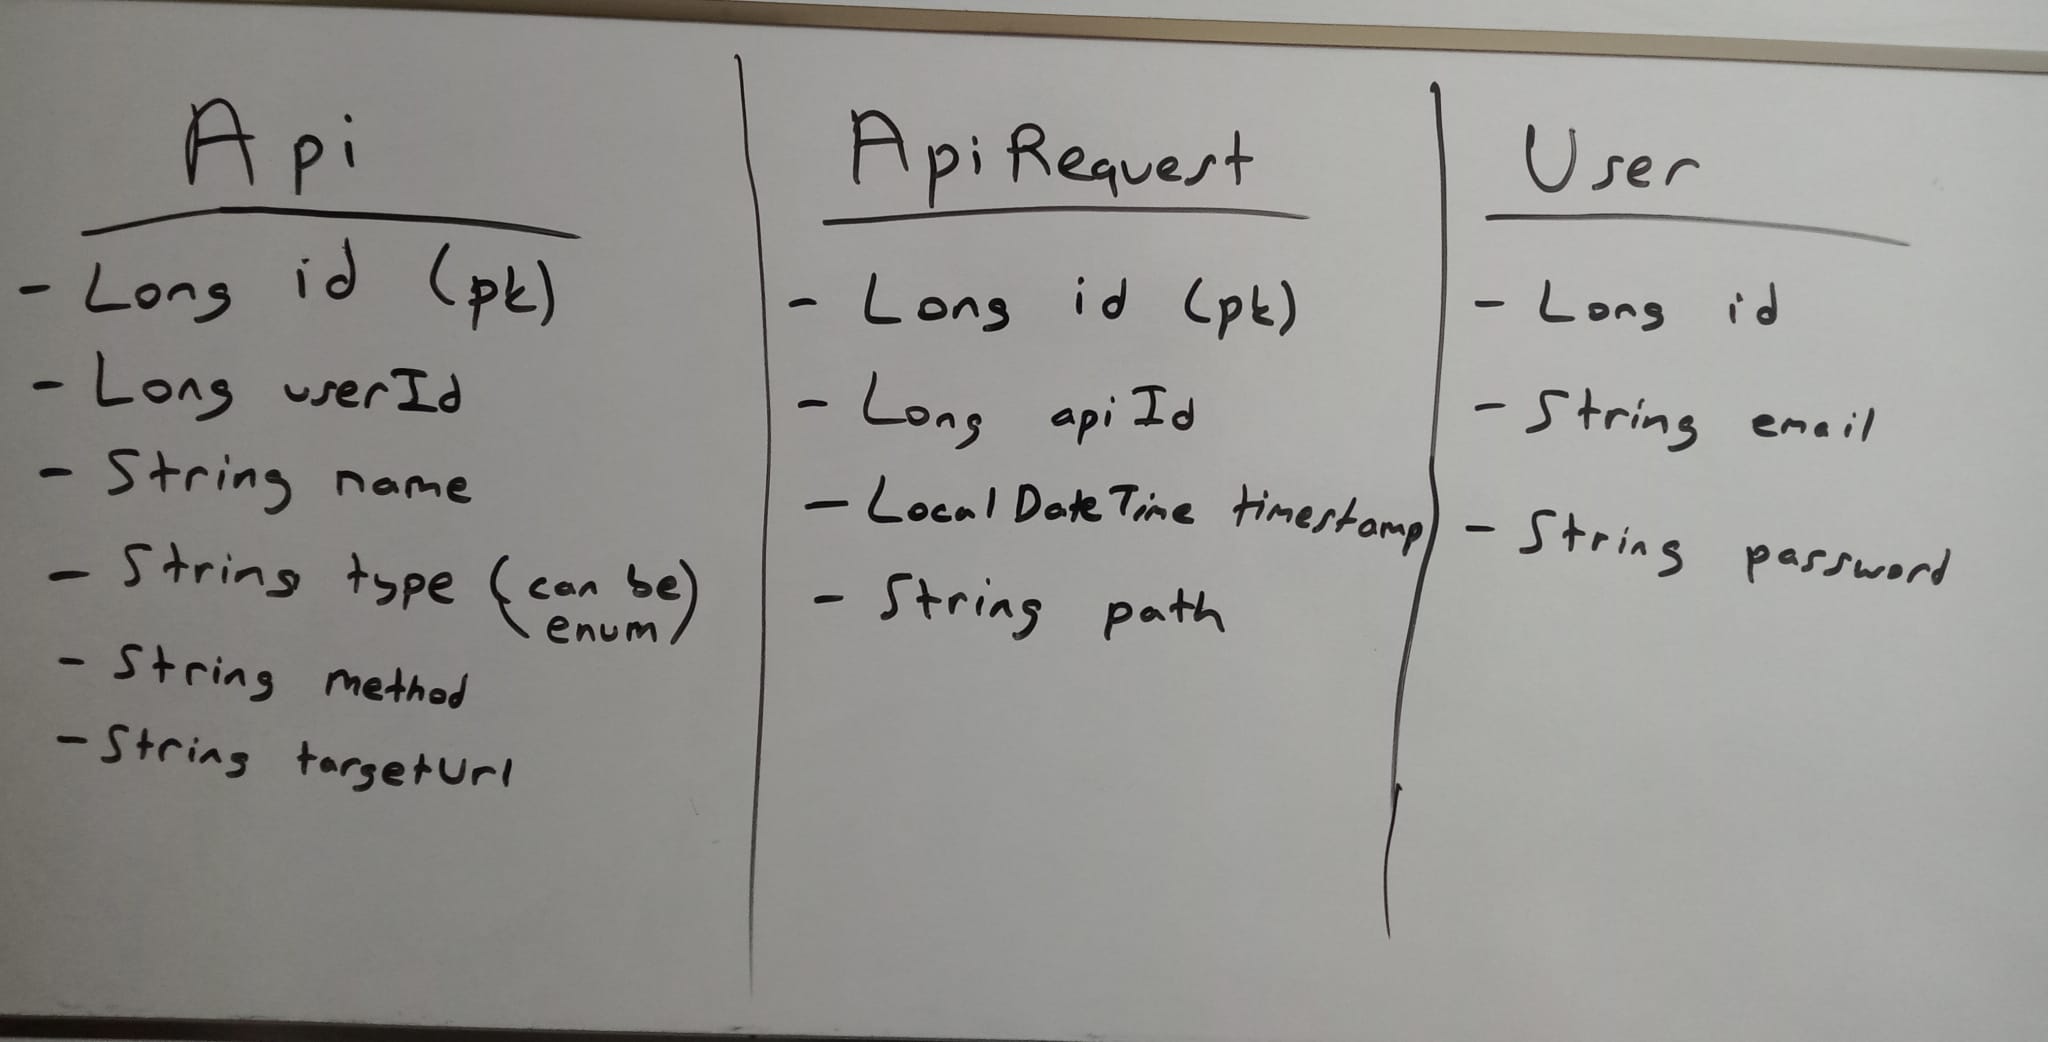 Api
- Long id (pk)
- Long userId
- String name
- String type (can be
enum)
- String method
- String targetUrl
ApiRequest
- Long id (pk)
- Long apiId
- LocalDateTime timestamp
- String path
User
- Long id
- String email
- String password